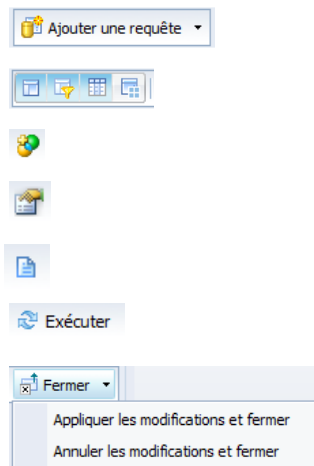 Ajouter une requête
Exécuter
Fermer
Appliquer les modifications et fermer
Annuler les modifications et fermer